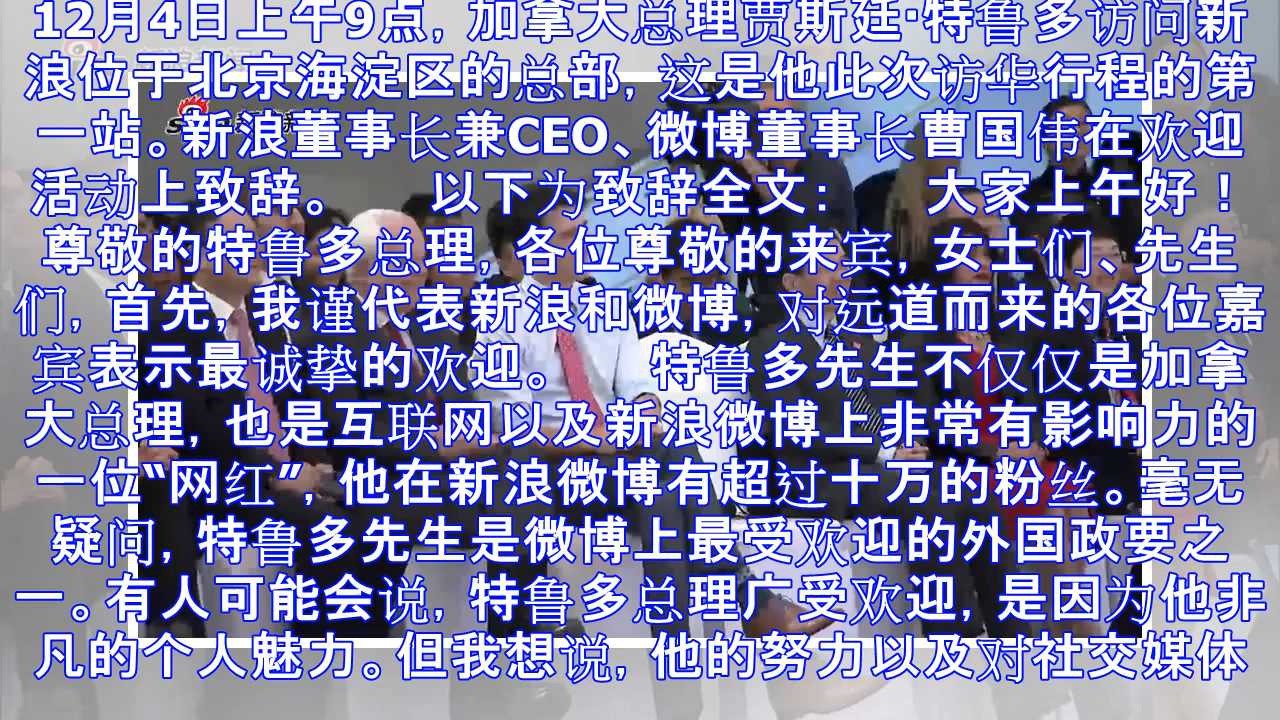 12月4日上午9点, 加拿大总理贾斯廷·特鲁多访问新
浪位于北京海淀区的总部, 这是他此次访华行程的第
一站。新浪董事长兼CEO、微博董事长曹国伟在欢迎
活动上致辞。 以下为致辞全文: 大家上午好！
尊敬的特鲁多总理, 各位尊敬的来宾, 女士们、先生
们, 首先, 我谨代表新浪和微博, 对远道而来的各位嘉
宾表示最诚挚的欢迎。 特鲁多先生不仅仅是加拿
大总理, 也是互联网以及新浪微博上非常有影响力的
一位“网红”, 他在新浪微博有超过十万的粉丝。毫无
疑问, 特鲁多先生是微博上最受欢迎的外国政要之
一。有人可能会说, 特鲁多总理广受欢迎, 是因为他非
凡的个人魅力。但我想说, 他的努力以及对社交媒体